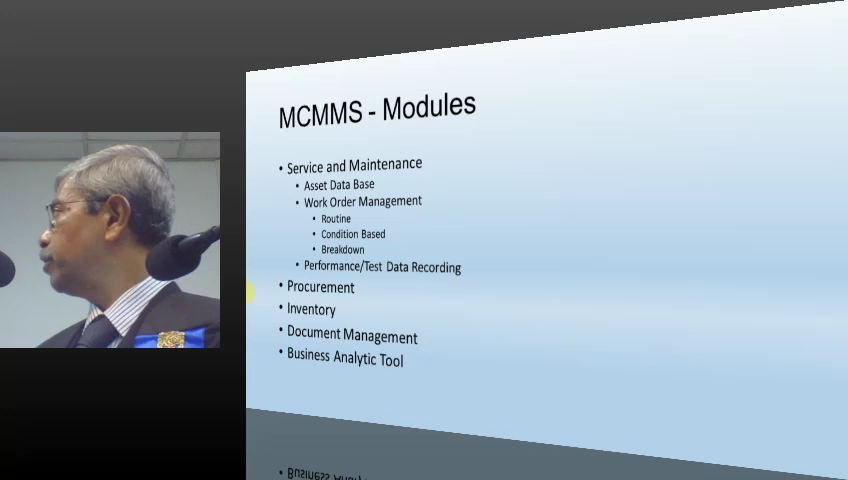 MCMMS - Modules
• Service and Maintenance
• Asset Data Base
• Work Order Management
• Routine
• Condition Based
• Breakdown
• Performance/Test Data Recording
• Procurement
• Inventory
• Document Management
• Business Analytic Tool